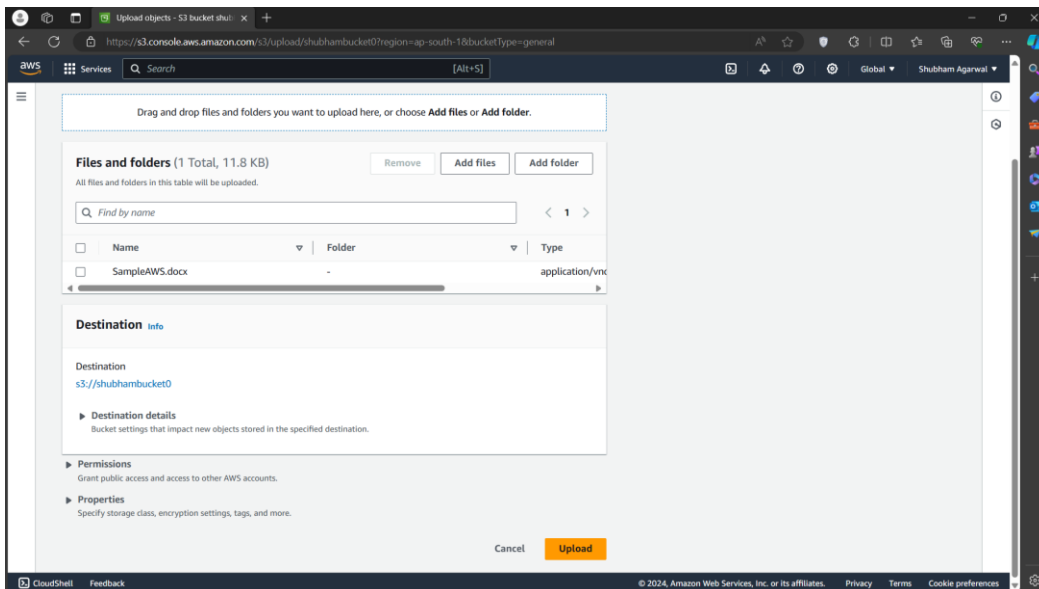 Upload objects - S3 bucket shub
https://s3.console.aws.amazon.com/s3/upload/shubhambucket0?region=ap-south-1&bucketType=general
aws Services Search [Alt+S] Global Shubham Agarwal
Drag and drop files and folders you want to upload here, or choose Add files or Add folder.
Files and folders (1 Total, 11.8 KB) Remove Add files Add folder
All files and folders in this table will be uploaded.
Find by name 1
Name Folder Type
SampleAWS.docx - application/vnd
Destination Info
Destination
s3://shubhambucket0
Destination details
Bucket settings that impact new objects stored in the specified destination.
Permissions
Grant public access and access to other AWS accounts.
Properties
Specify storage class, encryption settings, tags, and more.
Cancel Upload
CloudShell Feedback © 2024, Amazon Web Services, Inc. or its affiliates. Privacy Terms Cookie preferences